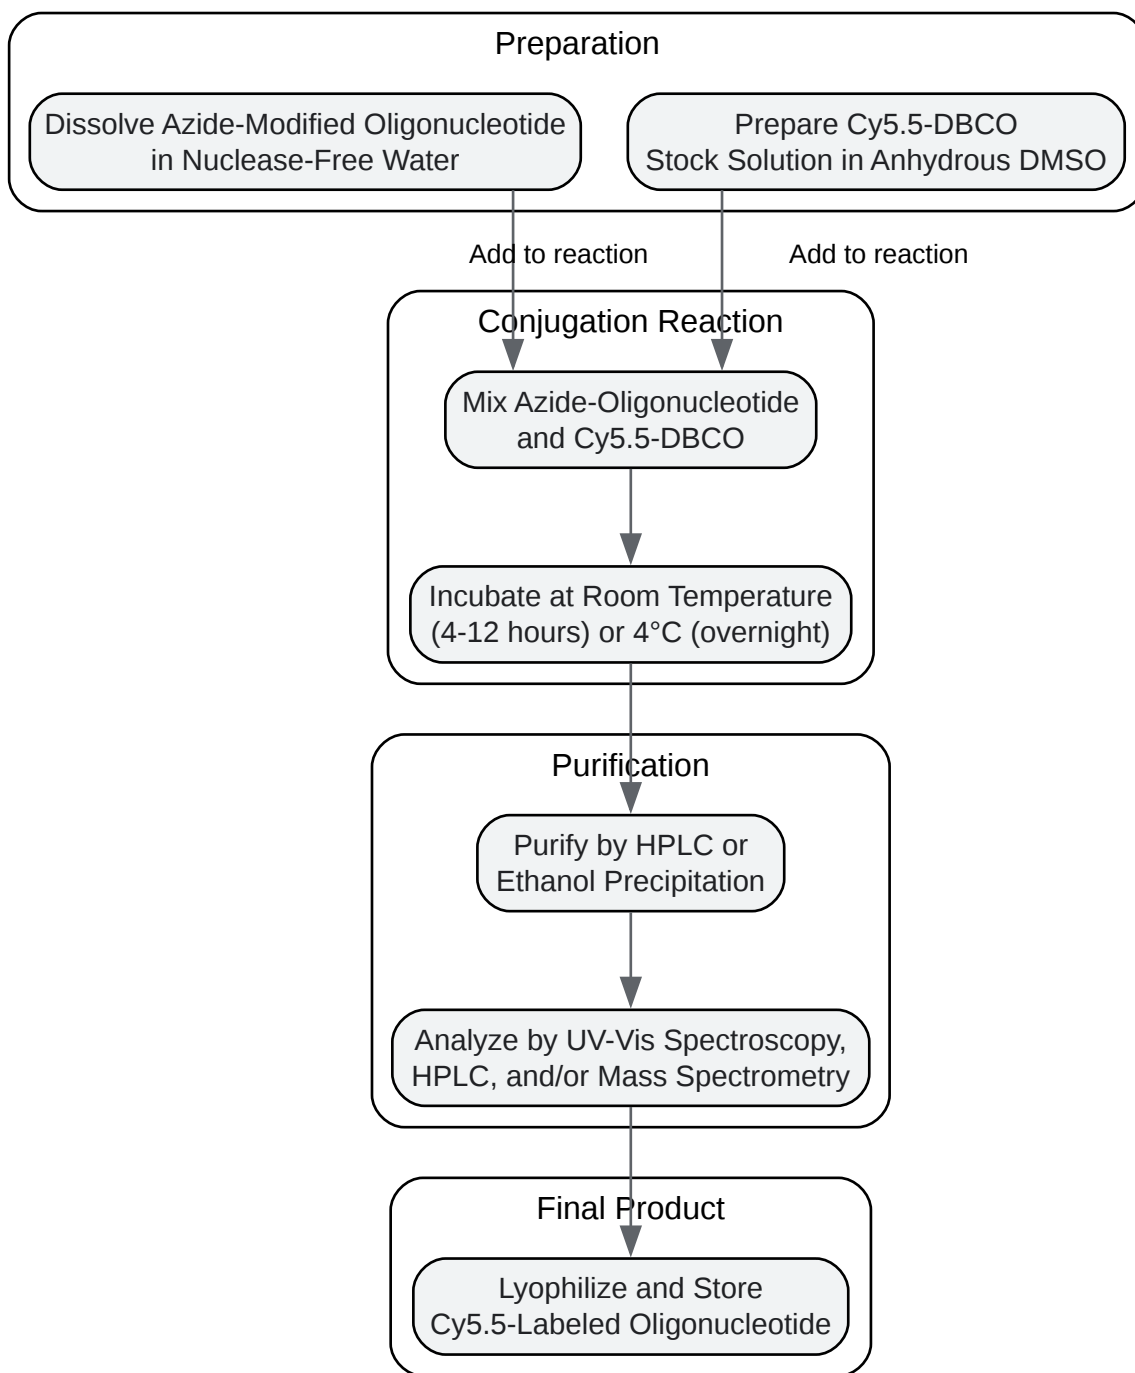 Preparation
Dissolve Azide-Modified Oligonucleotide
in Nuclease-Free Water
Prepare Cy5.5-DBCO
Stock Solution in Anhydrous DMSO
Add to reaction
Add to reaction
Conjugation Reaction
Mix Azide-Oligonucleotide
and Cy5.5-DBCO
Incubate at Room Temperature
(4-12 hours) or 4°C (overnight)
Purification
Purify by HPLC or
Ethanol Precipitation
Analyze by UV-Vis Spectroscopy,
HPLC, and/or Mass Spectrometry
Final Product
Lyophilize and Store
Cy5.5-Labeled Oligonucleotide